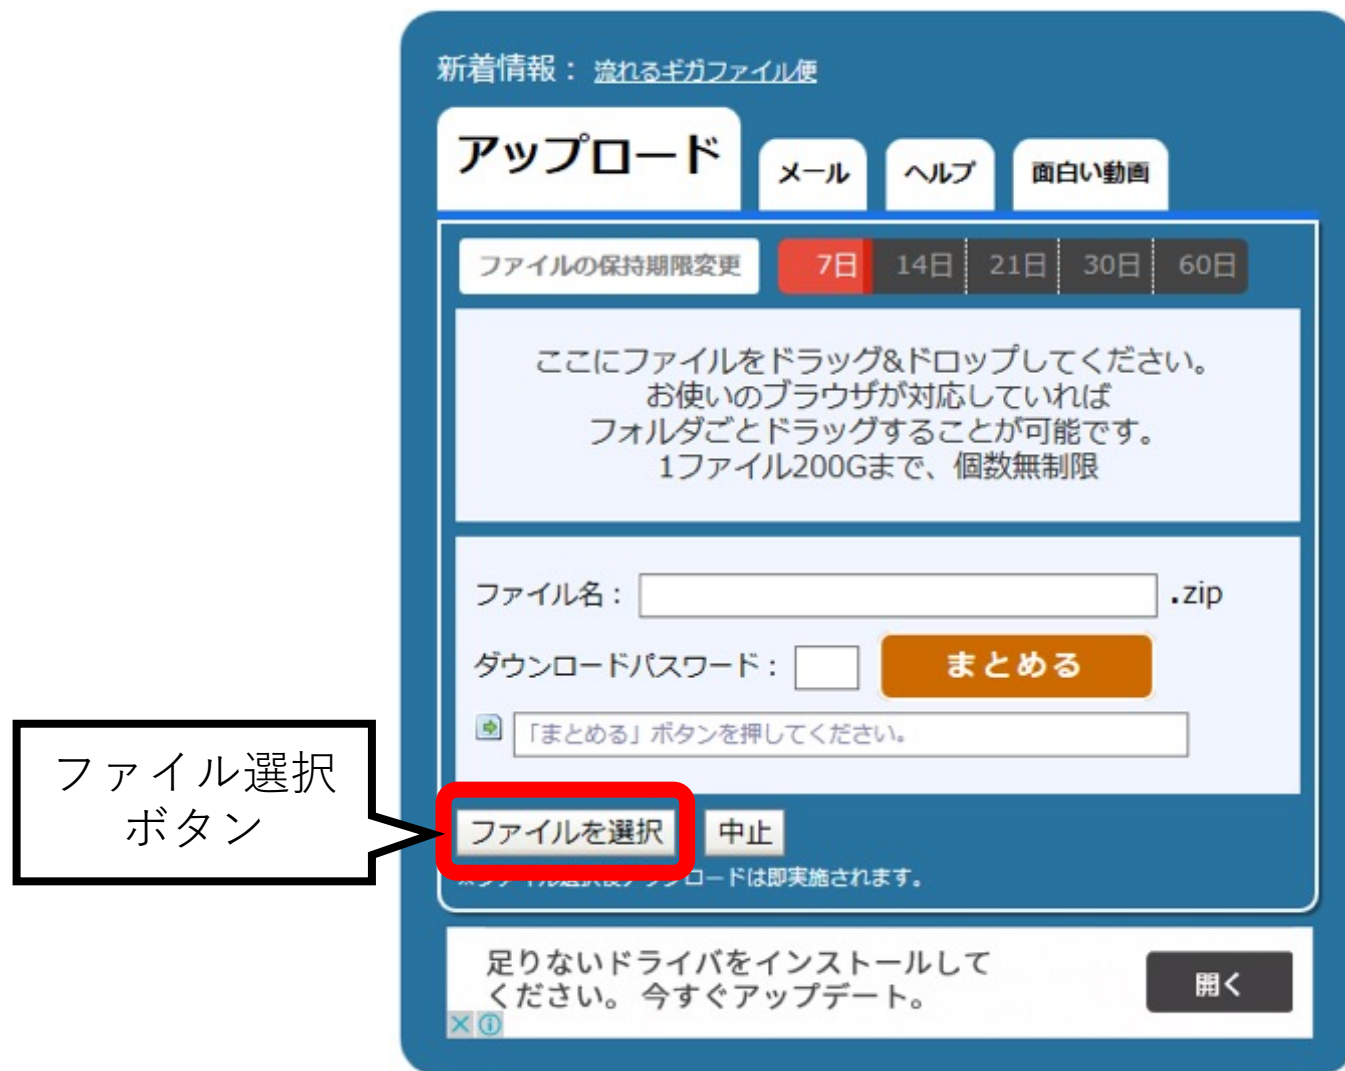 新着情報： 流れるギガファイル便
アップロード メール ヘルプ 面白い動画
ファイルの保持期限変更 7日 14日 21日 30日 60日
ここにファイルをドラッグ&ドロップしてください。
お使いのブラウザが対応していれば
フォルダごとドラッグすることが可能です。
1ファイル200Gまで、個数無制限
ファイル名： .zip
ダウンロードパスワード： まとめる
「まとめる」ボタンを押してください。
ファイル選択
ボタン
ファイルを選択 中止
※ファイル選択後アップロードは即実施されます。
足りないドライバをインストールして
ください。 今すぐアップデート。
開く